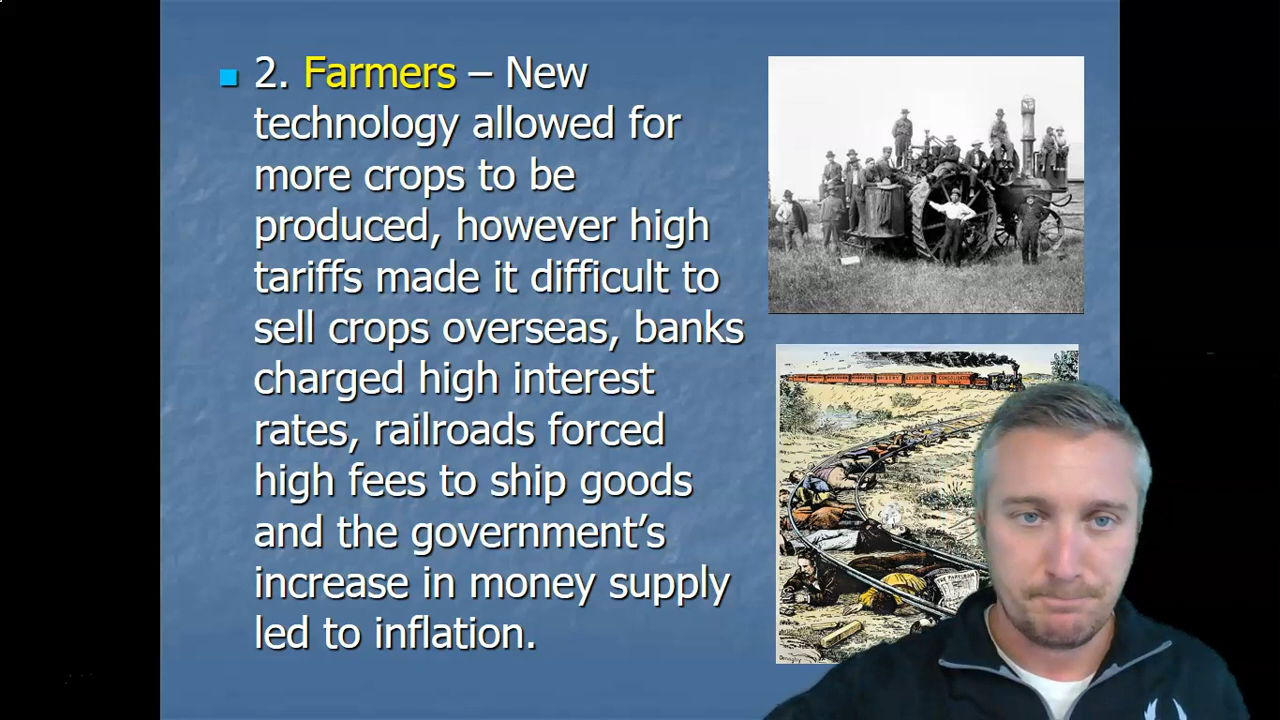 2. Farmers – New
technology allowed for
more crops to be
produced, however high
tariffs made it difficult to
sell crops overseas, banks
charged high interest
rates, railroads forced
high fees to ship goods
and the government’s
increase in money supply
led to inflation.
EXTORTION
CONSOLIDATION